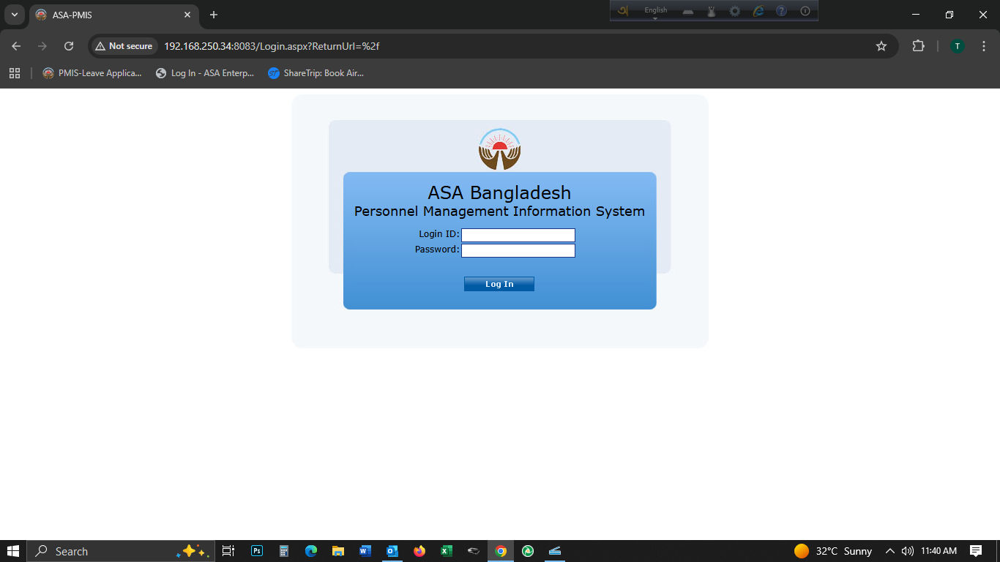 ASA-PMIS
English
Not secure
192.168.250.34:8083/Login.aspx?ReturnUrl=%2f
T
PMIS-Leave Applica...
Log In - ASA Enterp...
ShareTrip: Book Air...
ASA Bangladesh
Personnel Management Information System
Login ID:
Password:
Log In
Search
Ps
32°C Sunny
11:40 AM